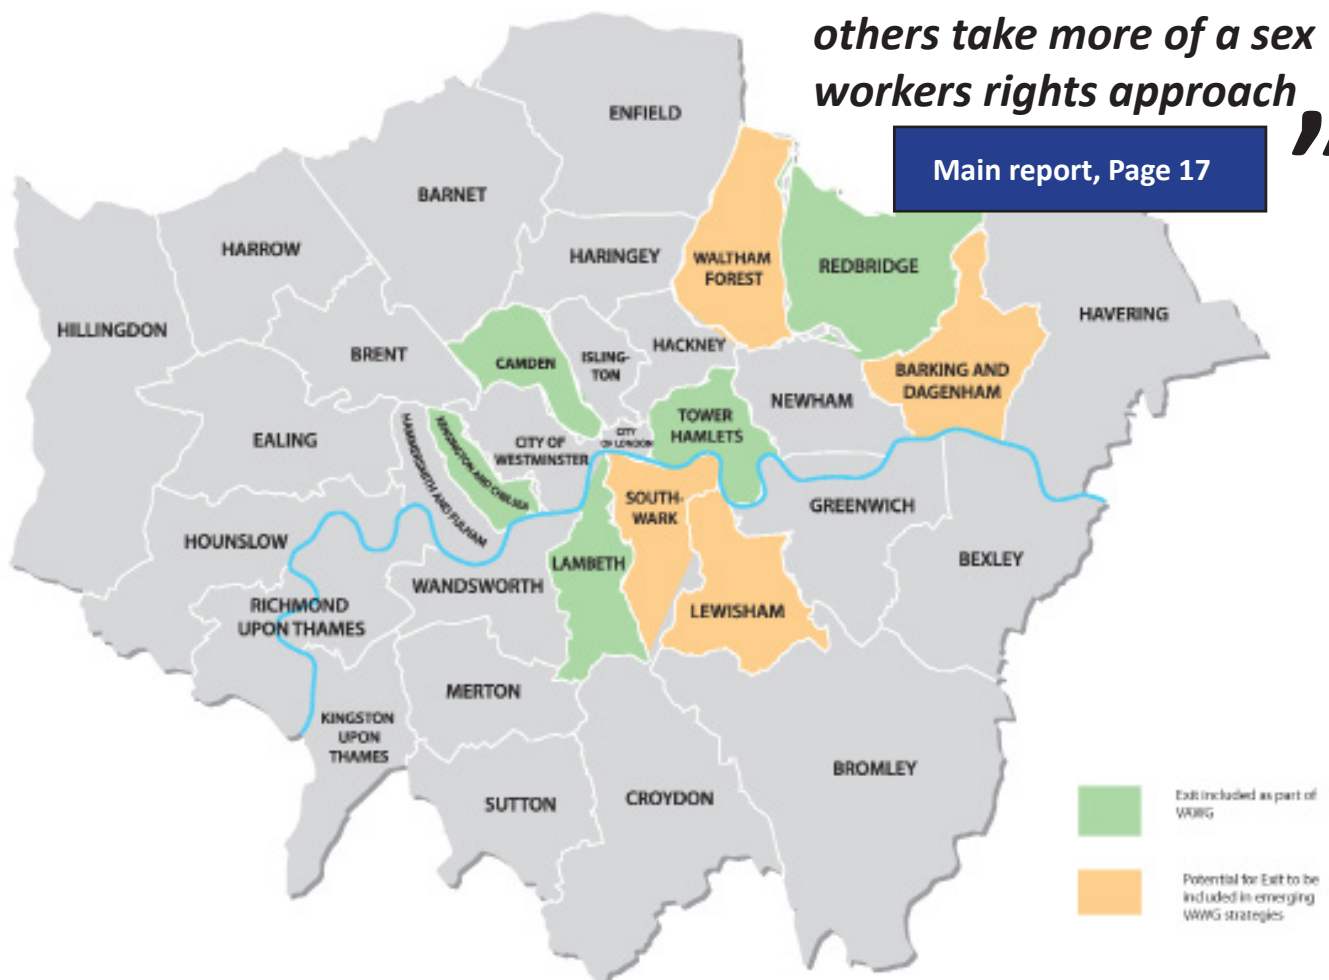 others take more of a sex
workers rights approach
”
Main report, Page 17
ENFIELD
BARNET
HARROW
HARINGEY
WALTHAM
FOREST
REDBRIDGE
HAVERING
HILLINGDON
BRENT
CAMDEN
ISLING-
TON
HACKNEY
BARKING AND
DAGENHAM
NEWHAM
TOWER
HAMLETS
EALING
HAMMERSMITH AND FULHAM
KENSINGTON AND CHELSEA
CITY OF
WESTMINSTER
CITY
OF LONDON
SOUTH-
WARK
GREENWICH
HOUNSLOW
BEXLEY
LAMBETH
WANDSWORTH
LEWISHAM
RICHMOND
UPON THAMES
MERTON
KINGSTON
UPON
THAMES
BROMLEY
SUTTON
CROYDON
Exit included as part of
VAWG
Potential for Exit to be
included in emerging
VAWG strategies